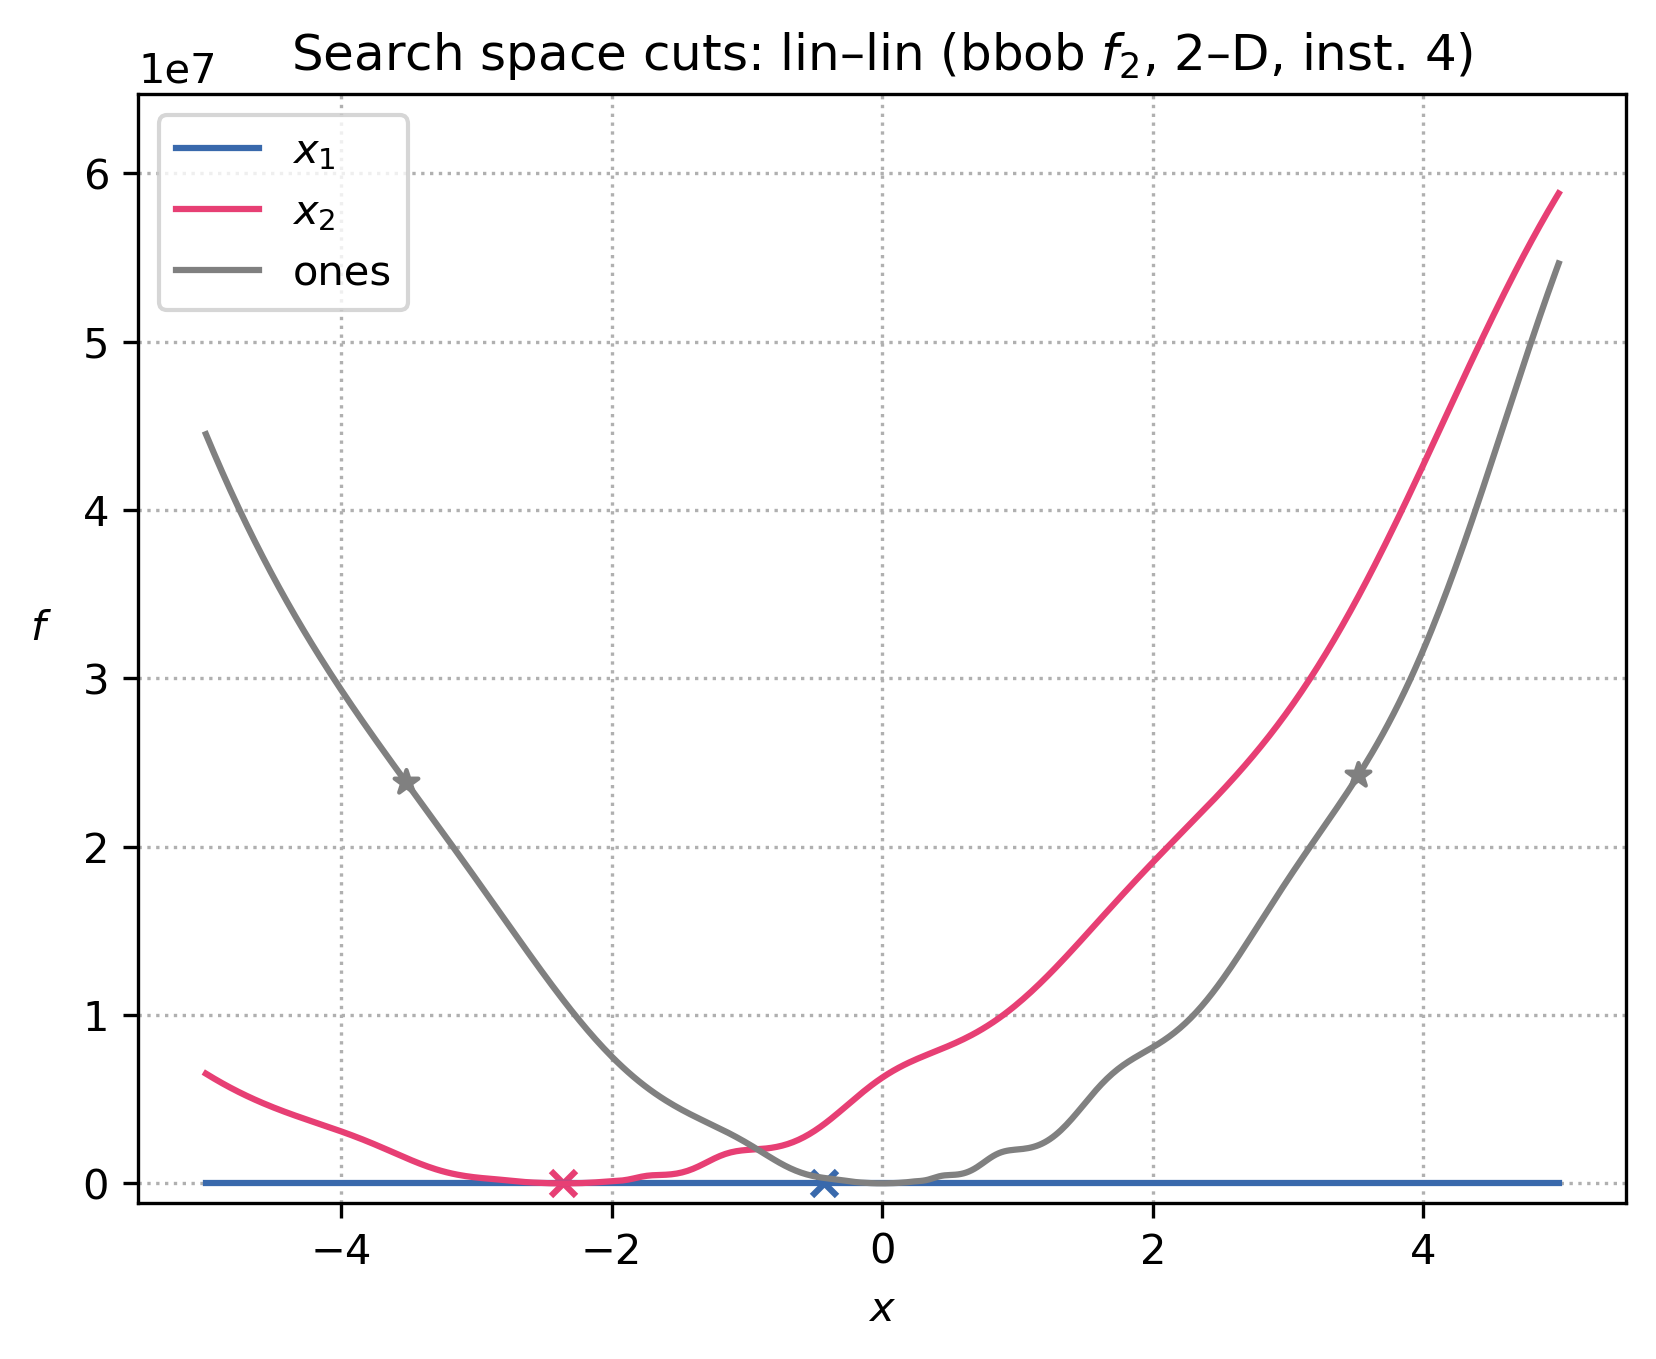 Search space cuts: lin–lin (bbob f₂, 2–D, inst. 4)
1e7
x₁
x₂
ones
6
5
4
3
2
1
0
f
−4 −2 0 2 4
x